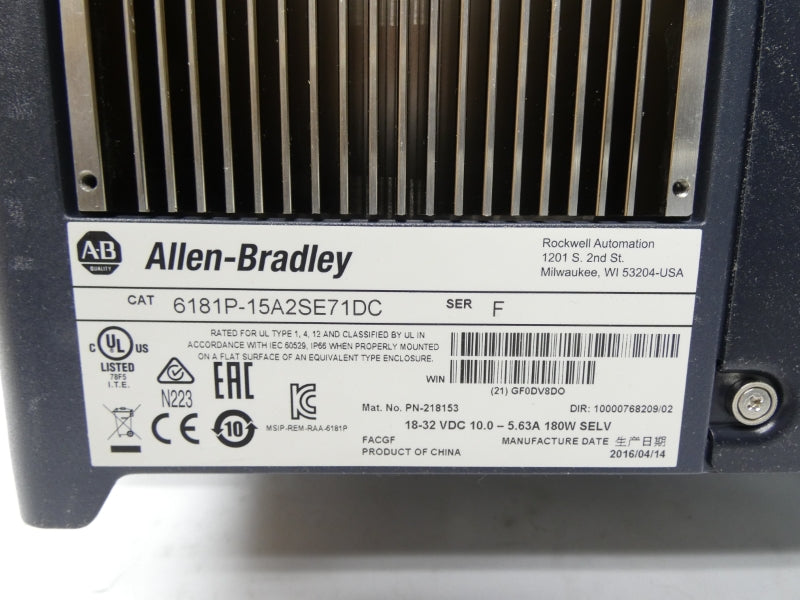 A-B
QUALITY
Allen-Bradley
Rockwell Automation
1201 S. 2nd St.
Milwaukee, WI 53204-USA
CAT 6181P-15A2SE71DC SER F
C UL US
LISTED
78F5
I.T.E.
RATED FOR UL TYPE 1, 4, 12 AND CLASSIFIED BY UL IN
ACCORDANCE WITH IEC 60529, IP66 WHEN PROPERLY MOUNTED
ON A FLAT SURFACE OF AN EQUIVALENT TYPE ENCLOSURE.
WIN
(21) GF0DV8DO
N223
EAC
MSIP-REM-RAA-6181P
CE
10
Mat. No. PN-218153 DIR: 10000768209/02
18-32 VDC 10.0 – 5.63A 180W SELV
FACGF MANUFACTURE DATE 生产日期
PRODUCT OF CHINA 2016/04/14